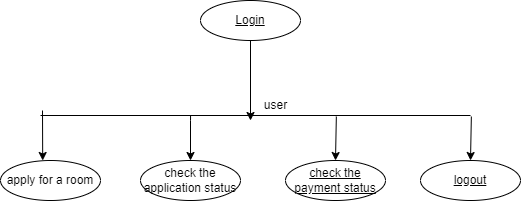 Login
user
apply for a room
check the
application status
check the
payment status
logout